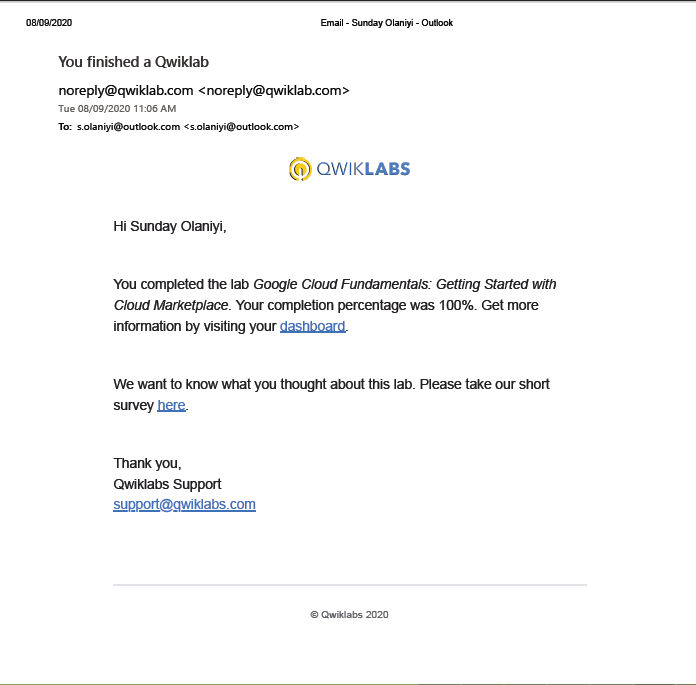 08/09/2020 Email - Sunday Olaniyi - Outlook
You finished a Qwiklab
noreply@qwiklab.com <noreply@qwiklab.com>
Tue 08/09/2020 11:06 AM
To: s.olaniyi@outlook.com <s.olaniyi@outlook.com>
QWIKLABS
Hi Sunday Olaniyi,
You completed the lab Google Cloud Fundamentals: Getting Started with
Cloud Marketplace. Your completion percentage was 100%. Get more
information by visiting your dashboard.
We want to know what you thought about this lab. Please take our short
survey here.
Thank you,
Qwiklabs Support
support@qwiklabs.com
© Qwiklabs 2020